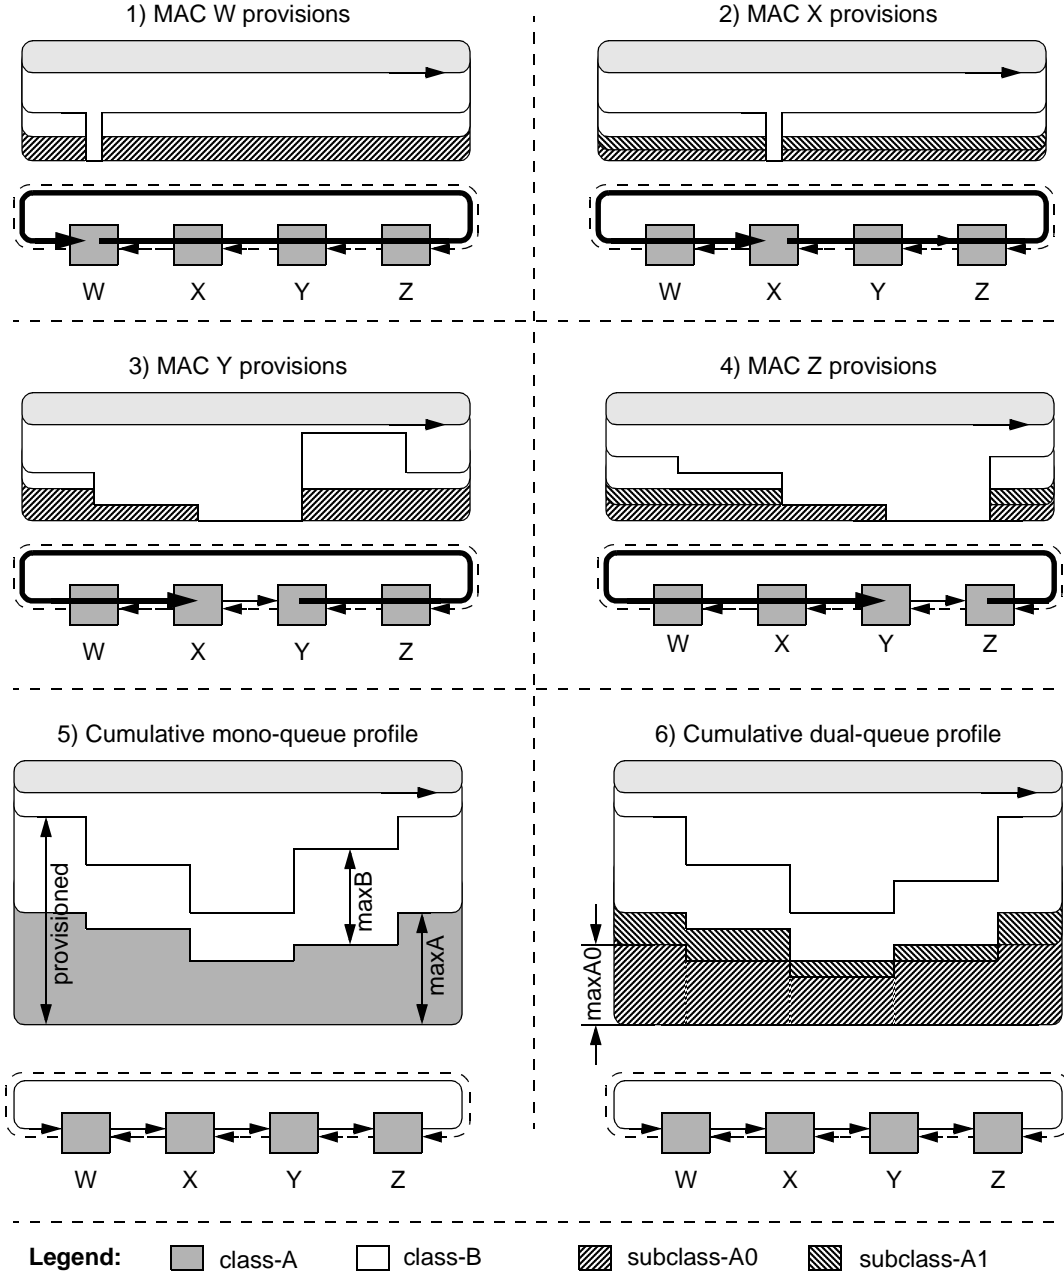 1) MAC W provisions
2) MAC X provisions
W X Y Z
W X Y Z
3) MAC Y provisions
4) MAC Z provisions
W X Y Z
W X Y Z
5) Cumulative mono-queue profile
6) Cumulative dual-queue profile
provisioned
maxB
maxA
maxA0
W X Y Z
W X Y Z
Legend: class-A class-B subclass-A0 subclass-A1